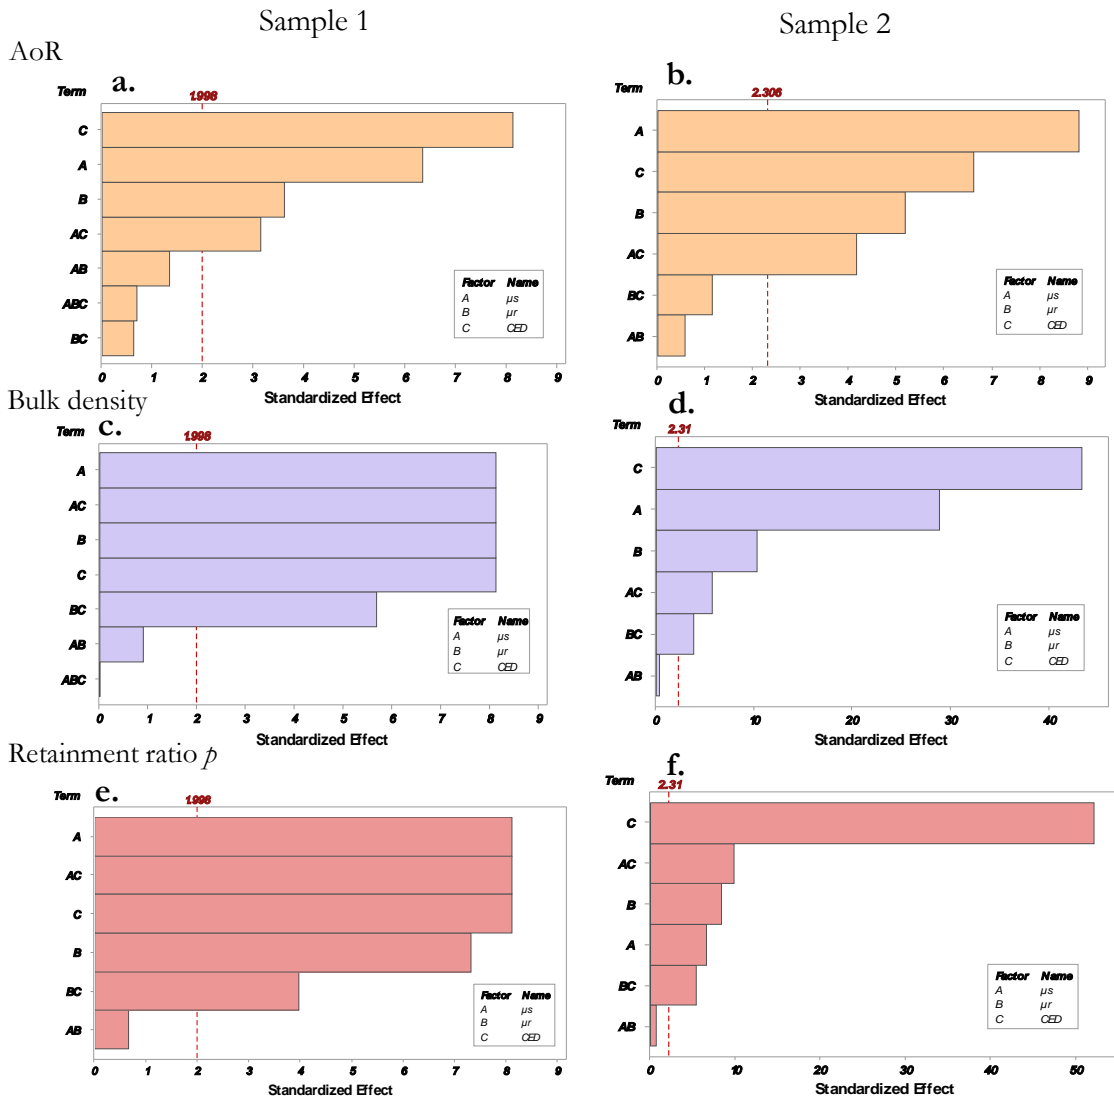 Sample 1
Sample 2
AoR
a.
Term
1.998
C
A
B
AC
AB
ABC
BC
Factor Name
A µs
B µr
C CED
0 1 2 3 4 5 6 7 8 9
Standardized Effect
b.
Term
2.306
A
C
B
AC
BC
AB
Factor Name
A µs
B µr
C CED
0 1 2 3 4 5 6 7 8 9
Standardized Effect
Bulk density
c.
Term
1.998
A
AC
B
C
BC
AB
ABC
Factor Name
A µs
B µr
C CED
0 1 2 3 4 5 6 7 8 9
Standardized Effect
d.
Term
2.31
C
A
B
AC
BC
AB
Factor Name
A µs
B µr
C CED
0 10 20 30 40
Standardized Effect
Retainment ratio p
e.
Term
1.998
A
AC
C
B
BC
AB
Factor Name
A µs
B µr
C CED
0 1 2 3 4 5 6 7 8 9
Standardized Effect
f.
Term
2.31
C
AC
B
A
BC
AB
Factor Name
A µs
B µr
C CED
0 10 20 30 40 50
Standardized Effect